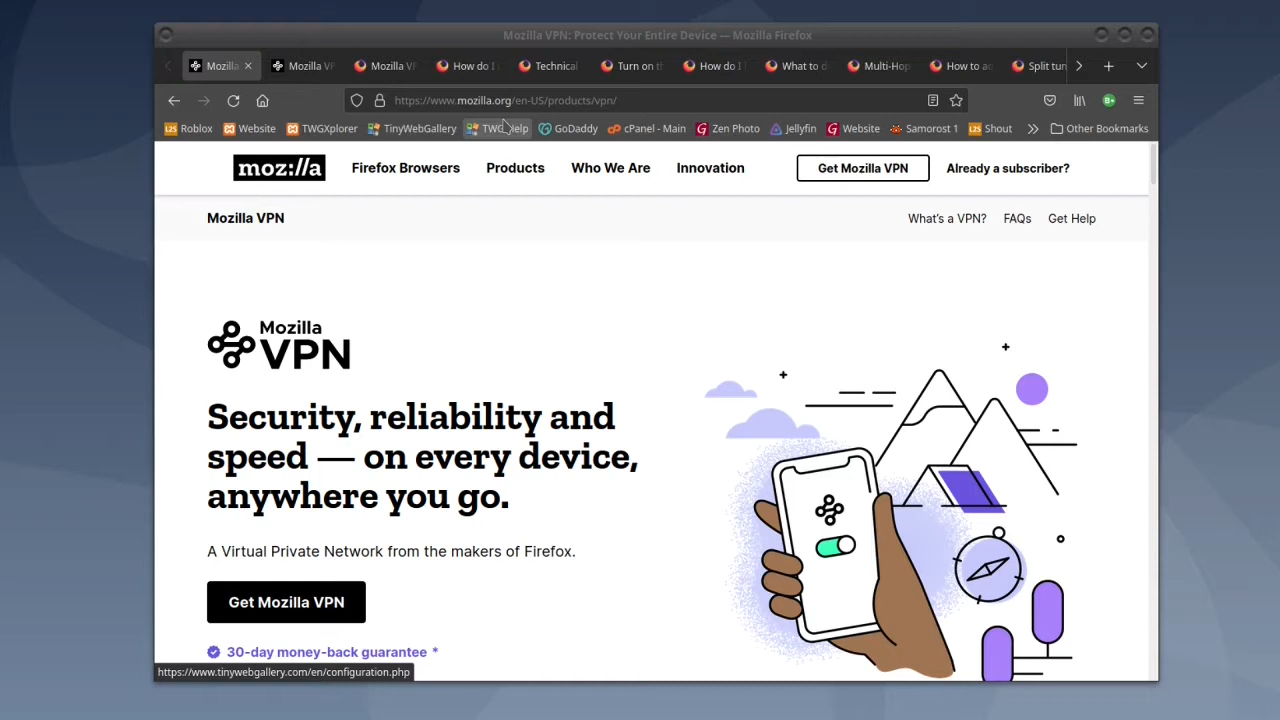 Mozilla VPN: Protect Your Entire Device — Mozilla Firefox
Mozilla Mozilla VP Mozilla VP How do I Technical Turn on th How do I What to d Multi-Hop How to ad Split tun
https://www.mozilla.org/en-US/products/vpn/
Roblox Website TWGXplorer TinyWebGallery TWG Help GoDaddy cPanel - Main Zen Photo Jellyfin Website Samorost 1 Shout Other Bookmarks
moz://a Firefox Browsers Products Who We Are Innovation Get Mozilla VPN Already a subscriber?
Mozilla VPN What's a VPN? FAQs Get Help
Mozilla
VPN
Security, reliability and
speed — on every device,
anywhere you go.
A Virtual Private Network from the makers of Firefox.
Get Mozilla VPN
30-day money-back guarantee *
https://www.tinywebgallery.com/en/configuration.php